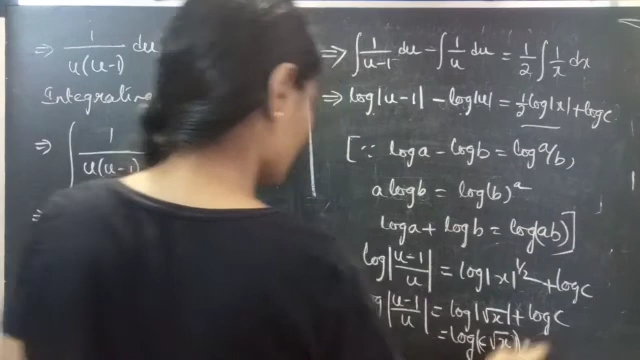 ⇒ 1/(u(u-1)) du
Integrating
⇒ ∫ 1/(u(u-1))
⇒
⇒ ∫ 1/(u-1) du - ∫ 1/u du = 1/2 ∫ 1/x dx
⇒ log|u-1| - log|u| = 1/2 log|x| + log c
[∵ log a - log b = log a/b,
a log b = log(b)^a
log a + log b = log(ab)]
log|(u-1)/u| = log|x|^1/2 + log c
|(u-1)/u| = log|√x| + log c
= log(c√x)